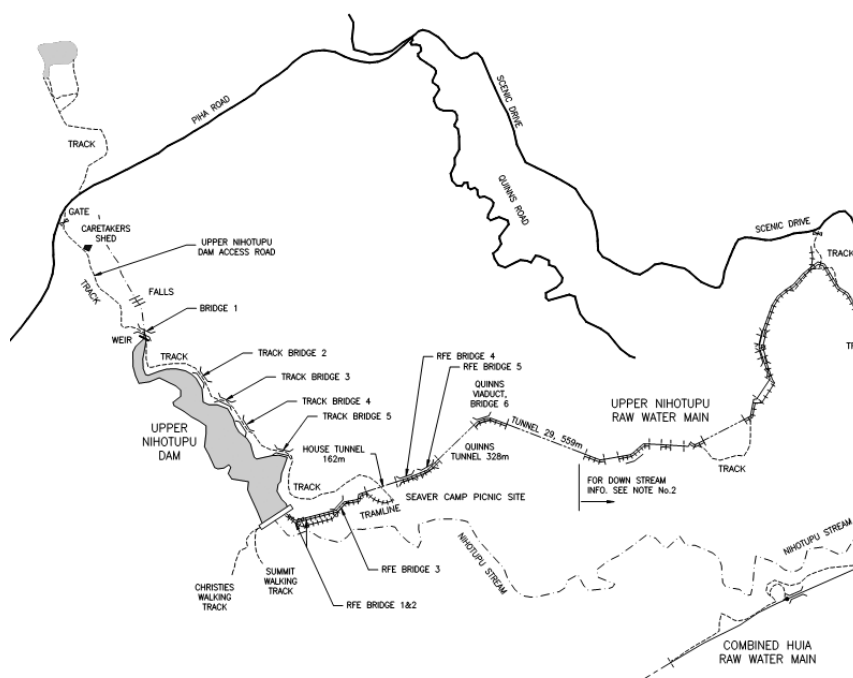 PIHA ROAD
SCENIC DRIVE
QUINNS ROAD
SCENIC DRIVE
TRACK
GATE
CARETAKERS
SHED
UPPER NIHOTUPU
DAM ACCESS ROAD
TRACK
FALLS
BRIDGE 1
WEIR
TRACK
TRACK BRIDGE 2
TRACK BRIDGE 3
TRACK BRIDGE 4
TRACK BRIDGE 5
UPPER
NIHOTUPU
DAM
RFE BRIDGE 4
RFE BRIDGE 5
QUINNS
VIADUCT,
BRIDGE 6
TUNNEL 29, 559m
UPPER NIHOTUPU
RAW WATER MAIN
TRACK
HOUSE TUNNEL
162m
QUINNS
TUNNEL 328m
TRACK
TRACK
SEAVER CAMP PICNIC SITE
TRAMLINE
FOR DOWN STREAM
INFO. SEE NOTE No.2
NIHOTUPU STREAM
NIHOTUPU STREAM
RFE BRIDGE 3
RFE BRIDGE 1&2
SUMMIT
WALKING
TRACK
CHRISTIES
WALKING
TRACK
COMBINED HUIA
RAW WATER MAIN